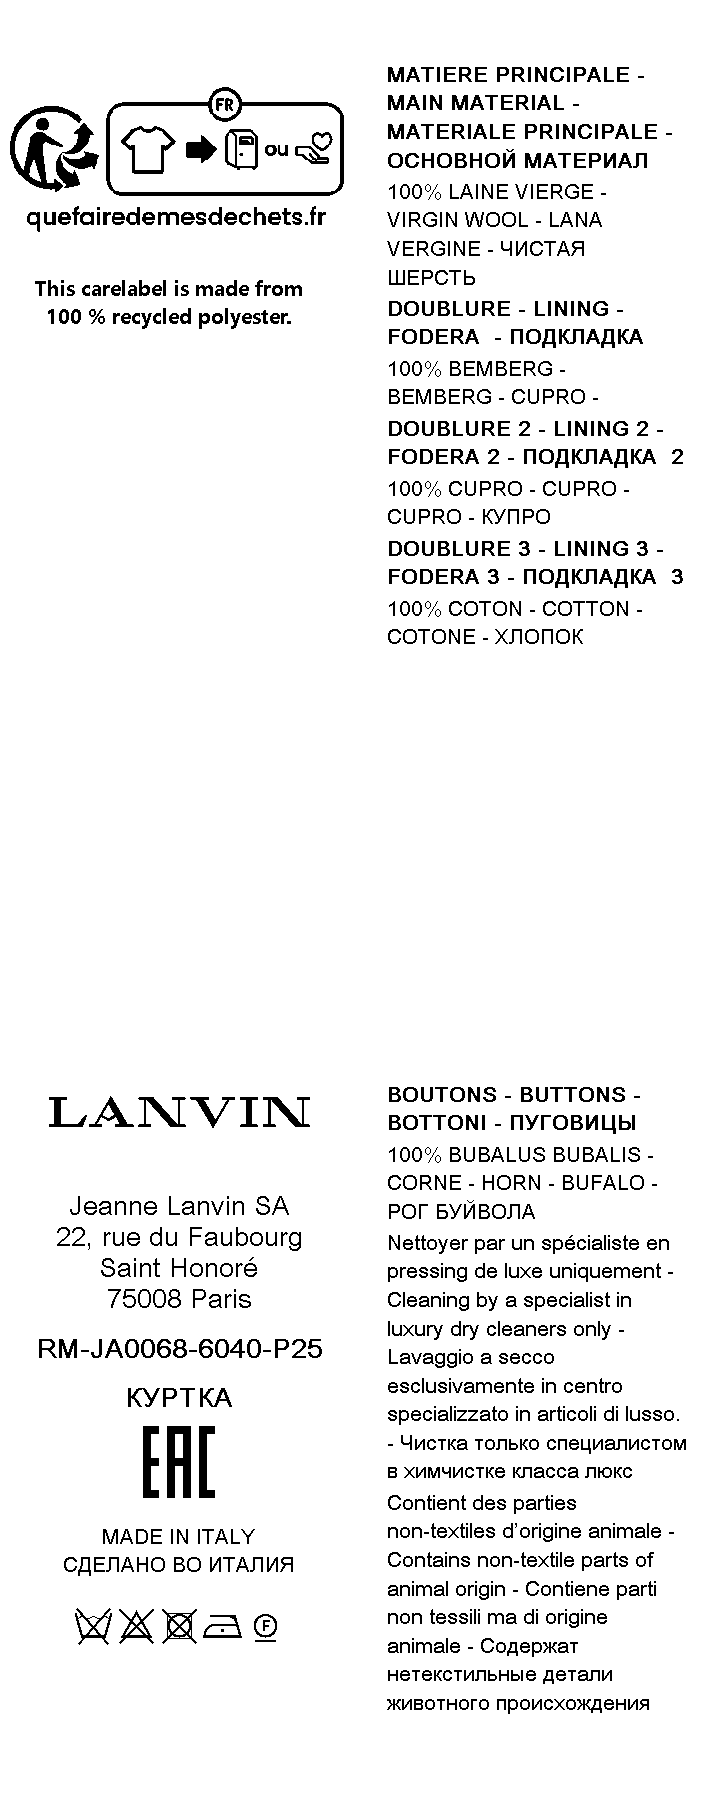 FR
ou
quefairedemesdechets.fr
This carelabel is made from
100 % recycled polyester.
MATIERE PRINCIPALE -
MAIN MATERIAL -
MATERIALE PRINCIPALE -
ОСНОВНОЙ МАТЕРИАЛ
100% LAINE VIERGE -
VIRGIN WOOL - LANA
VERGINE - ЧИСТАЯ
ШЕРСТЬ
DOUBLURE - LINING -
FODERA - ПОДКЛАДКА
100% BEMBERG -
BEMBERG - CUPRO -
DOUBLURE 2 - LINING 2 -
FODERA 2 - ПОДКЛАДКА 2
100% CUPRO - CUPRO -
CUPRO - КУПРО
DOUBLURE 3 - LINING 3 -
FODERA 3 - ПОДКЛАДКА 3
100% COTON - COTTON -
COTONE - ХЛОПОК
LANVIN
Jeanne Lanvin SA
22, rue du Faubourg
Saint Honoré
75008 Paris
RM-JA0068-6040-P25
КУРТКА
EAC
MADE IN ITALY
СДЕЛАНО ВО ИТАЛИЯ
F
BOUTONS - BUTTONS -
BOTTONI - ПУГОВИЦЫ
100% BUBALUS BUBALIS -
CORNE - HORN - BUFALO -
РОГ БУЙВОЛА
Nettoyer par un spécialiste en
pressing de luxe uniquement -
Cleaning by a specialist in
luxury dry cleaners only -
Lavaggio a secco
esclusivamente in centro
specializzato in articoli di lusso.
- Чистка только специалистом
в химчистке класса люкс
Contient des parties
non-textiles d’origine animale -
Contains non-textile parts of
animal origin - Contiene parti
non tessili ma di origine
animale - Содержат
нетекстильные детали
животного происхождения